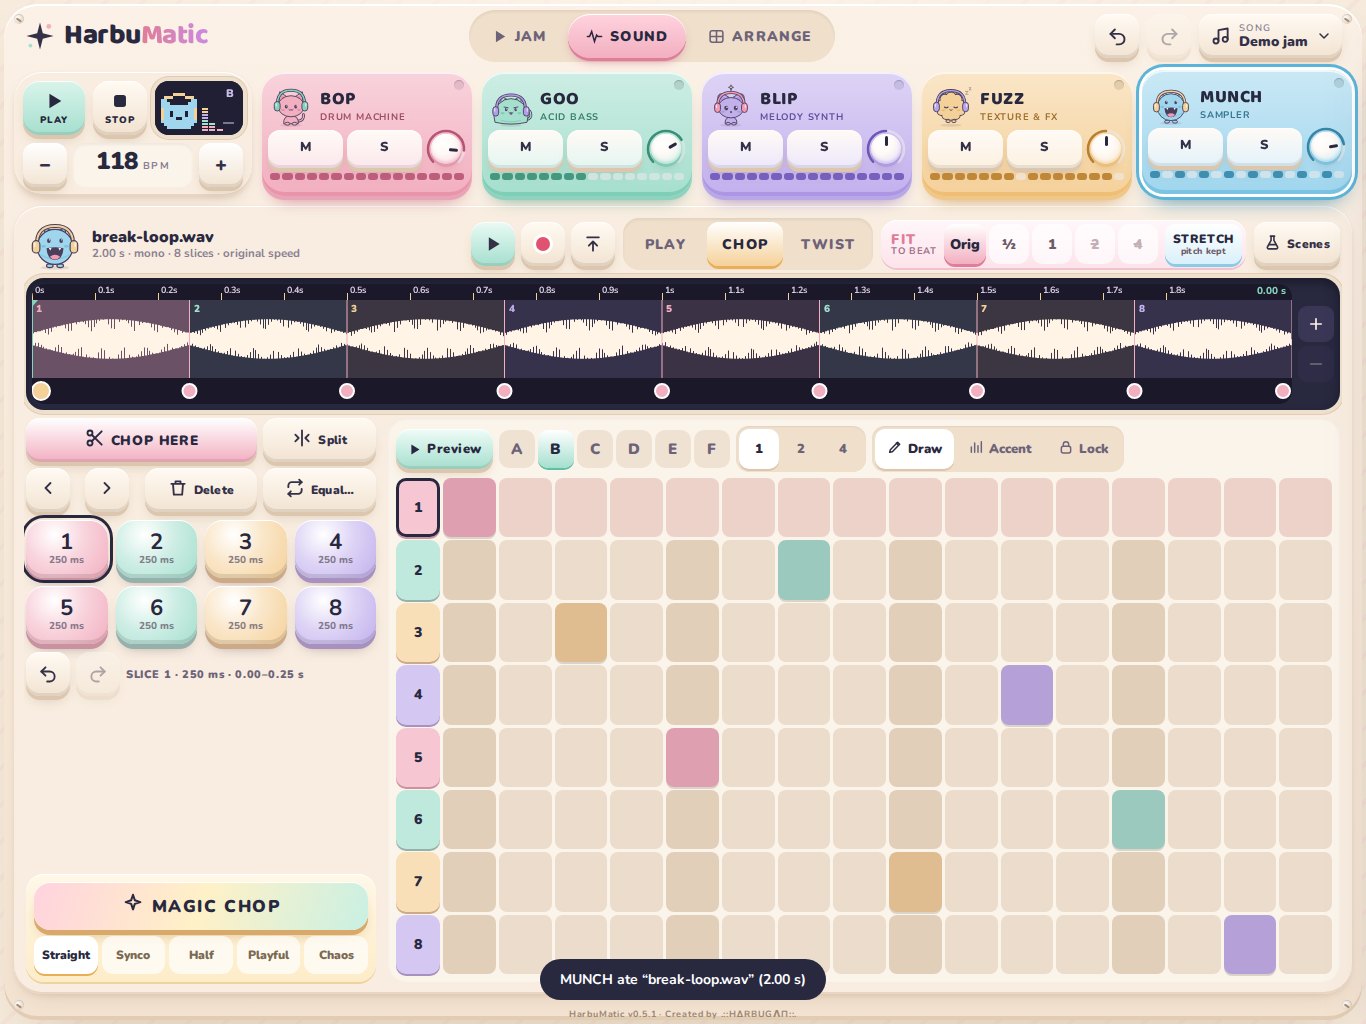 HarbuMatic
JAM
SOUND
ARRANGE
SONG
Demo jam
PLAY
STOP
B
118 BPM
BOP
DRUM MACHINE
M S
GOO
ACID BASS
M S
BLIP
MELODY SYNTH
M S
FUZZ
TEXTURE & FX
M S
MUNCH
SAMPLER
M S
break-loop.wav
2.00 s · mono · 8 slices · original speed
PLAY
CHOP
TWIST
FIT
TO BEAT
Orig
½
1
2
4
STRETCH
pitch kept
Scenes
0s 0.1s 0.2s 0.3s 0.4s 0.5s 0.6s 0.7s 0.8s 0.9s 1s 1.1s 1.2s 1.3s 1.4s 1.5s 1.6s 1.7s 1.8s 0.00 s
1 2 3 4 5 6 7 8
CHOP HERE
Split
Delete
Equal...
1
250 ms
2
250 ms
3
250 ms
4
250 ms
5
250 ms
6
250 ms
7
250 ms
8
250 ms
SLICE 1 · 250 ms · 0.00–0.25 s
MAGIC CHOP
Straight
Synco
Half
Playful
Chaos
Preview
A B C D E F
1 2 4
Draw
Accent
Lock
1
2
3
4
5
6
7
8
MUNCH ate “break-loop.wav” (2.00 s)
HarbuMatic v0.5.1 · Created by .::HΔRBUGΛΠ::.